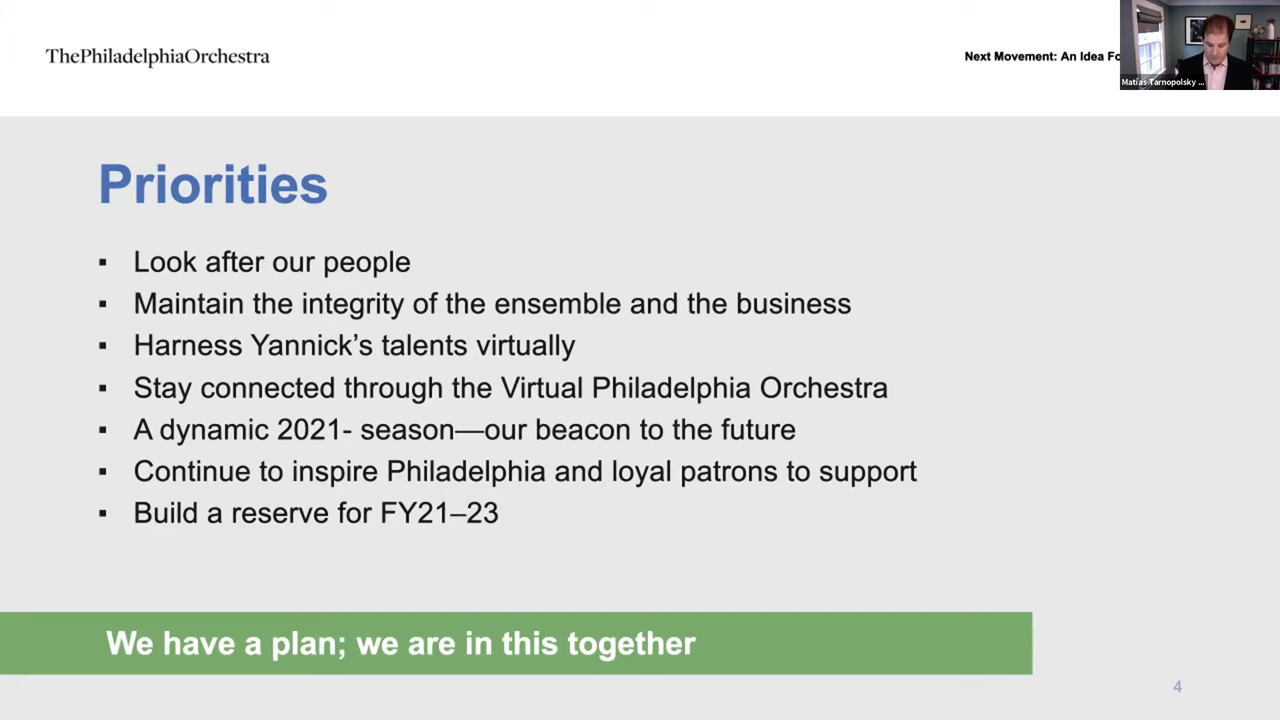 ThePhiladelphiaOrchestra
Next Movement: An Idea Fo
Matías Tarnopolsky ...
Priorities
▪ Look after our people
▪ Maintain the integrity of the ensemble and the business
▪ Harness Yannick’s talents virtually
▪ Stay connected through the Virtual Philadelphia Orchestra
▪ A dynamic 2021- season—our beacon to the future
▪ Continue to inspire Philadelphia and loyal patrons to support
▪ Build a reserve for FY21–23
We have a plan; we are in this together
4